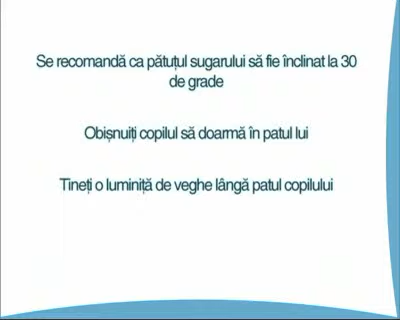 Se recomandă ca pătuțul sugarului să fie înclinat la 30
de grade
Obișnuiți copilul să doarmă în patul lui
Tineți o luminiță de veghe lângă patul copilului